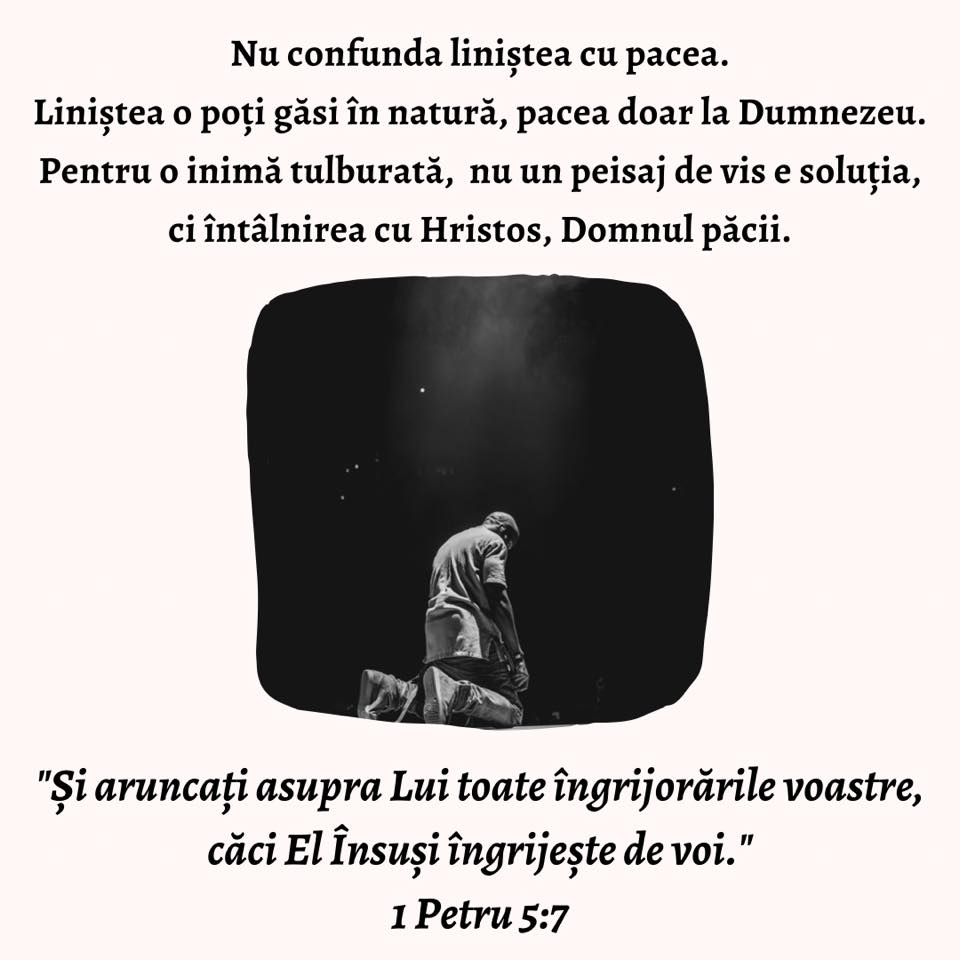 Nu confunda liniștea cu pacea.
Liniștea o poți găsi în natură, pacea doar la Dumnezeu.
Pentru o inimă tulburată, nu un peisaj de vis e soluția,
ci întâlnirea cu Hristos, Domnul păcii.
"Și aruncați asupra Lui toate îngrijorările voastre,
căci El Însuși îngrijește de voi."
1 Petru 5:7